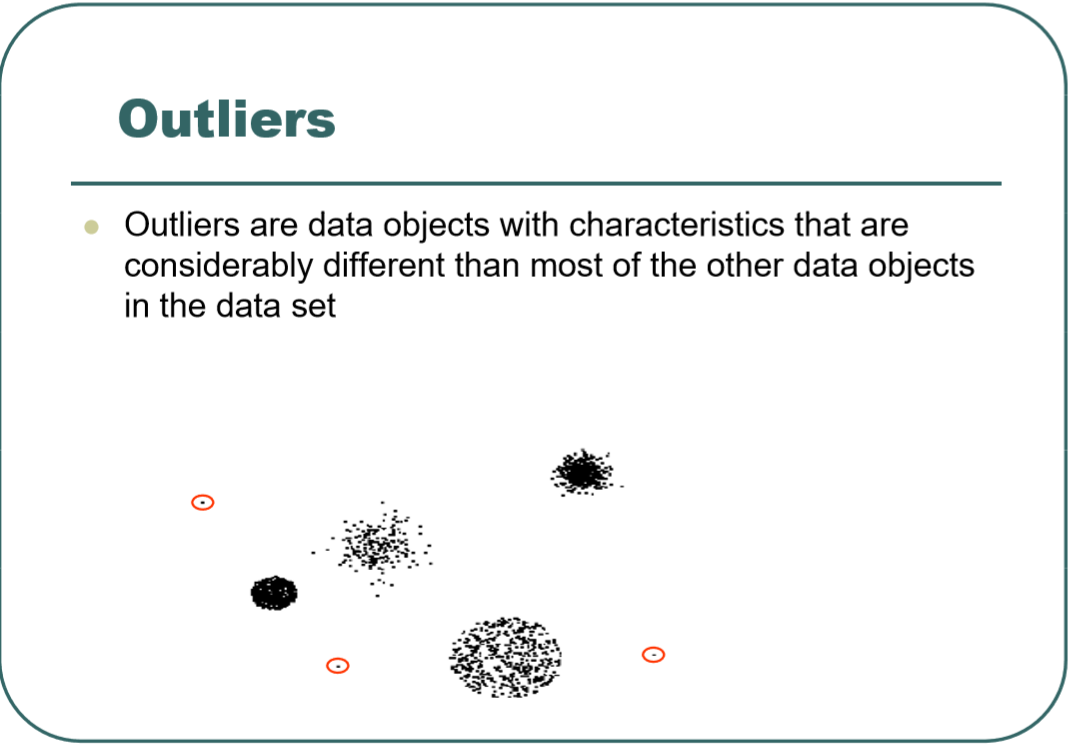 Outliers
Outliers are data objects with characteristics that are
considerably different than most of the other data objects
in the data set